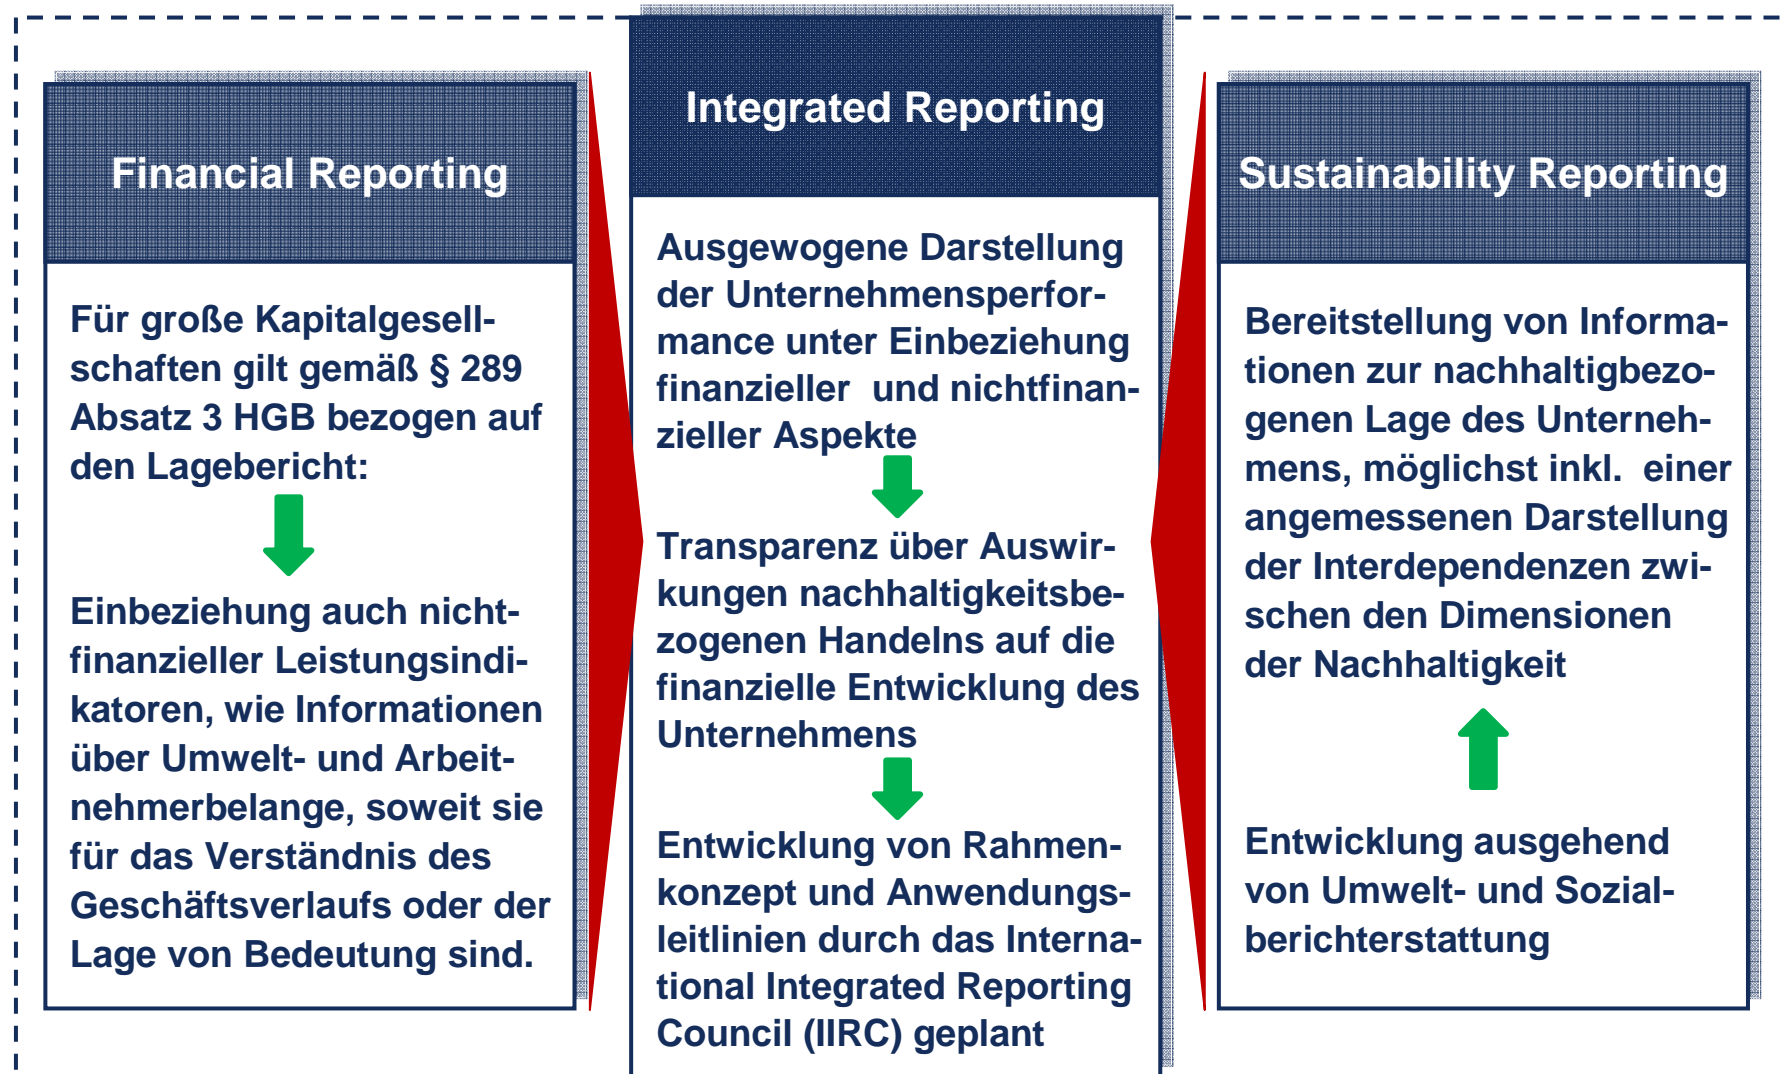 Financial Reporting
Für große Kapitalgesell-
schaften gilt gemäß § 289
Absatz 3 HGB bezogen auf
den Lagebericht:
Einbeziehung auch nicht-
finanzieller Leistungsindi-
katoren, wie Informationen
über Umwelt- und Arbeit-
nehmerbelange, soweit sie
für das Verständnis des
Geschäftsverlaufs oder der
Lage von Bedeutung sind.
Integrated Reporting
Ausgewogene Darstellung
der Unternehmensperfor-
mance unter Einbeziehung
finanzieller und nichtfinan-
zieller Aspekte
Transparenz über Auswir-
kungen nachhaltigkeitsbe-
zogenen Handelns auf die
finanzielle Entwicklung des
Unternehmens
Entwicklung von Rahmen-
konzept und Anwendungs-
leitlinien durch das Interna-
tional Integrated Reporting
Council (IIRC) geplant
Sustainability Reporting
Bereitstellung von Informa-
tionen zur nachhaltigbezo-
genen Lage des Unterneh-
mens, möglichst inkl. einer
angemessenen Darstellung
der Interdependenzen zwi-
schen den Dimensionen
der Nachhaltigkeit
Entwicklung ausgehend
von Umwelt- und Sozial-
berichterstattung